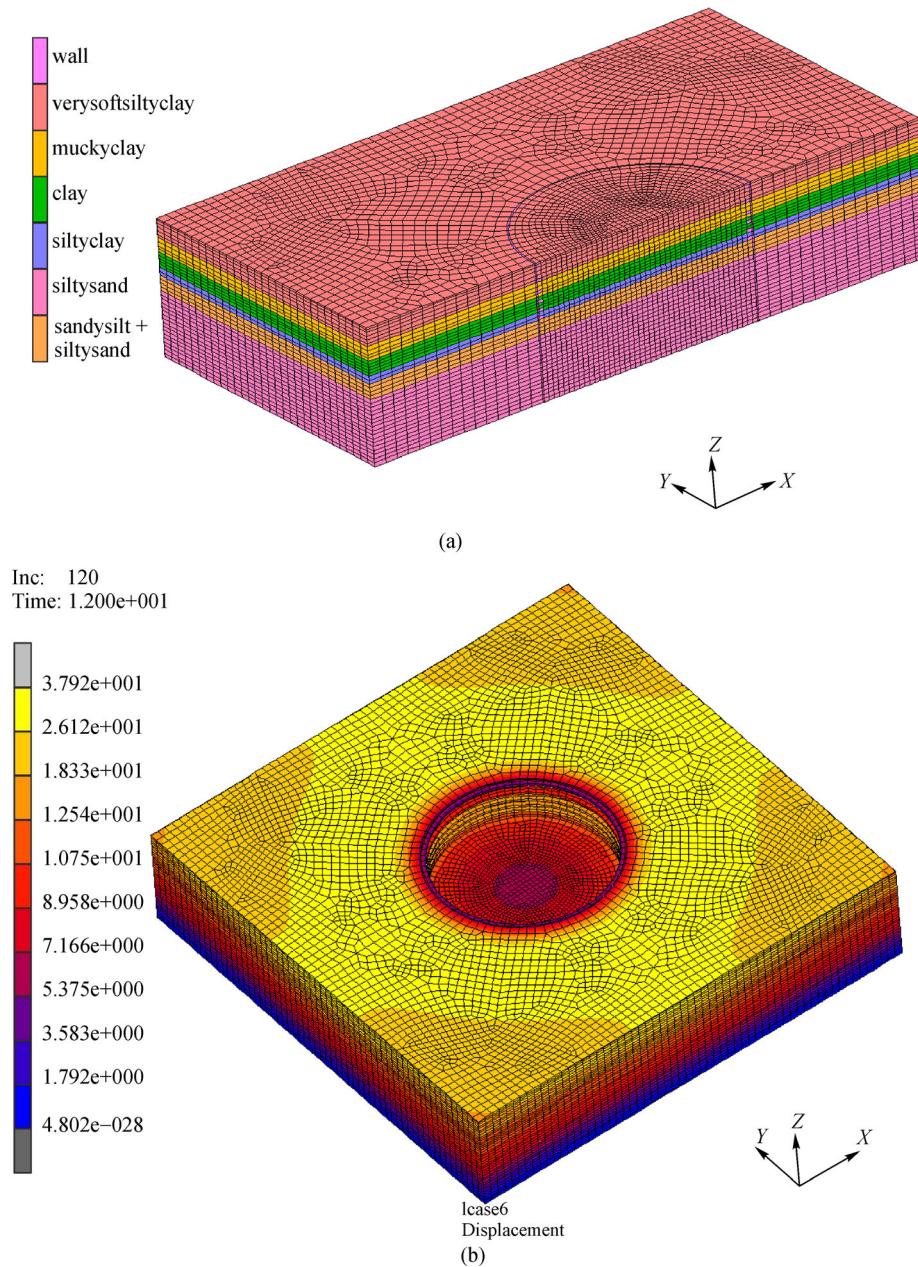 wall
verysoftsiltyclay
muckyclay
clay
siltyclay
siltysand
sandysilt +
siltysand
Z
Y
X
(a)
Inc: 120
Time: 1.200e+001
3.792e+001
2.612e+001
1.833e+001
1.254e+001
1.075e+001
8.958e+000
7.166e+000
5.375e+000
3.583e+000
1.792e+000
4.802e−028
Z
Y
X
lcase6
Displacement
(b)